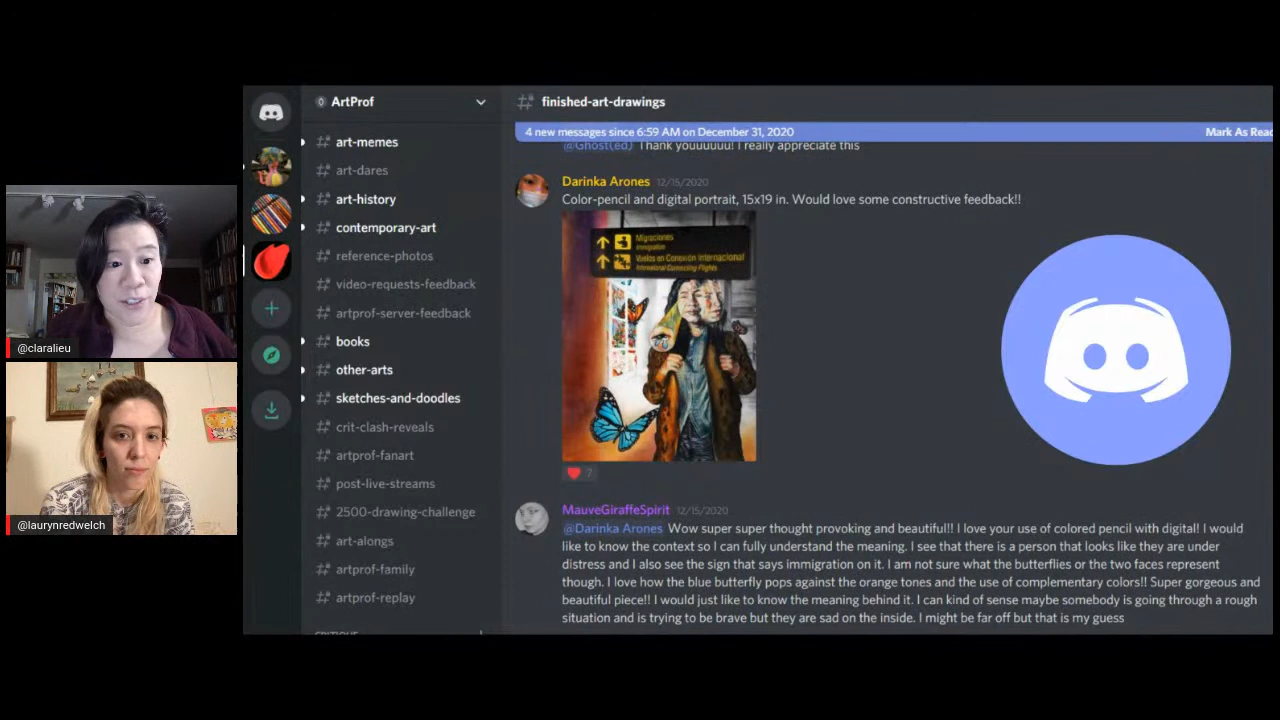 ArtProf
finished-art-drawings
4 new messages since 6:59 AM on December 31, 2020
Mark As Read
art-memes
@Ghost(ed) Thank youuuuuu! I really appreciate this
art-dares
Darinka Arones 12/15/2020
art-history
Color-pencil and digital portrait, 15x19 in. Would love some constructive feedback!!
contemporary-art
Migraciones
Immigration
Vuelos en Conexión Internacional
International Connecting Flights
reference-photos
video-requests-feedback
artprof-server-feedback
books
@claralieu
other-arts
sketches-and-doodles
crit-clash-reveals
artprof-fanart
7
post-live-streams
2500-drawing-challenge
MauveGiraffeSpirit 12/15/2020
@laurynredwelch
@Darinka Arones Wow super super thought provoking and beautiful!! I love your use of colored pencil with digital! I would
art-alongs
like to know the context so I can fully understand the meaning. I see that there is a person that looks like they are under
distress and I also see the sign that says immigration on it. I am not sure what the butterflies or the two faces represent
artprof-family
though. I love how the blue butterfly pops against the orange tones and the use of complementary colors!! Super gorgeous and
beautiful piece!! I would just like to know the meaning behind it. I can kind of sense maybe somebody is going through a rough
artprof-replay
situation and is trying to be brave but they are sad on the inside. I might be far off but that is my guess